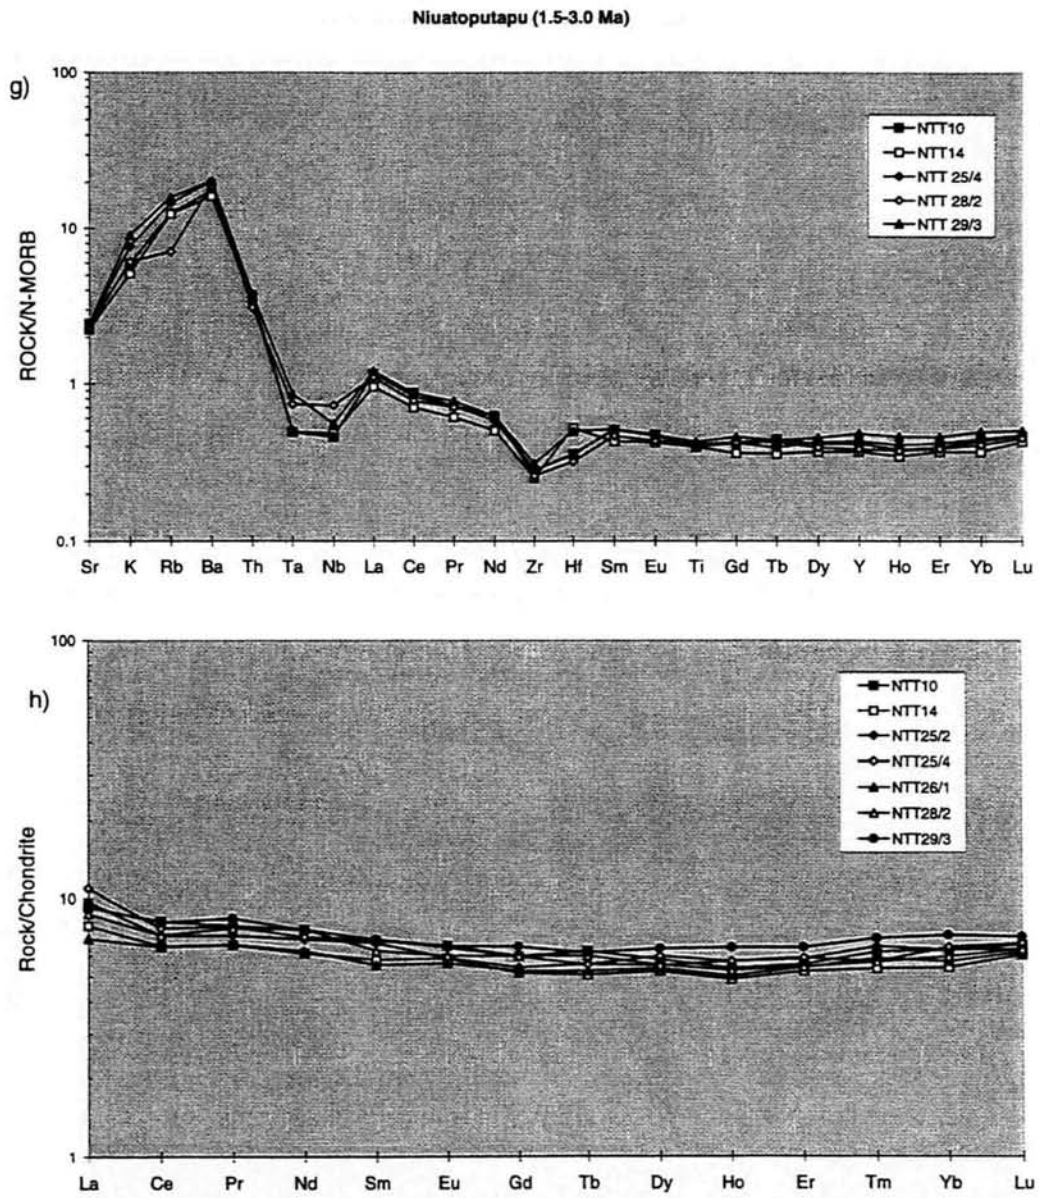 Niuatoputapu (1.5-3.0 Ma)
g)
ROCK/N-MORB
100
10
1
0.1
NTT10
NTT14
NTT 25/4
NTT 28/2
NTT 29/3
Sr K Rb Ba Th Ta Nb La Ce Pr Nd Zr Hf Sm Eu Ti Gd Tb Dy Y Ho Er Yb Lu
h)
Rock/Chondrite
100
10
1
NTT10
NTT14
NTT25/2
NTT25/4
NTT26/1
NTT28/2
NTT29/3
La Ce Pr Nd Sm Eu Gd Tb Dy Ho Er Tm Yb Lu